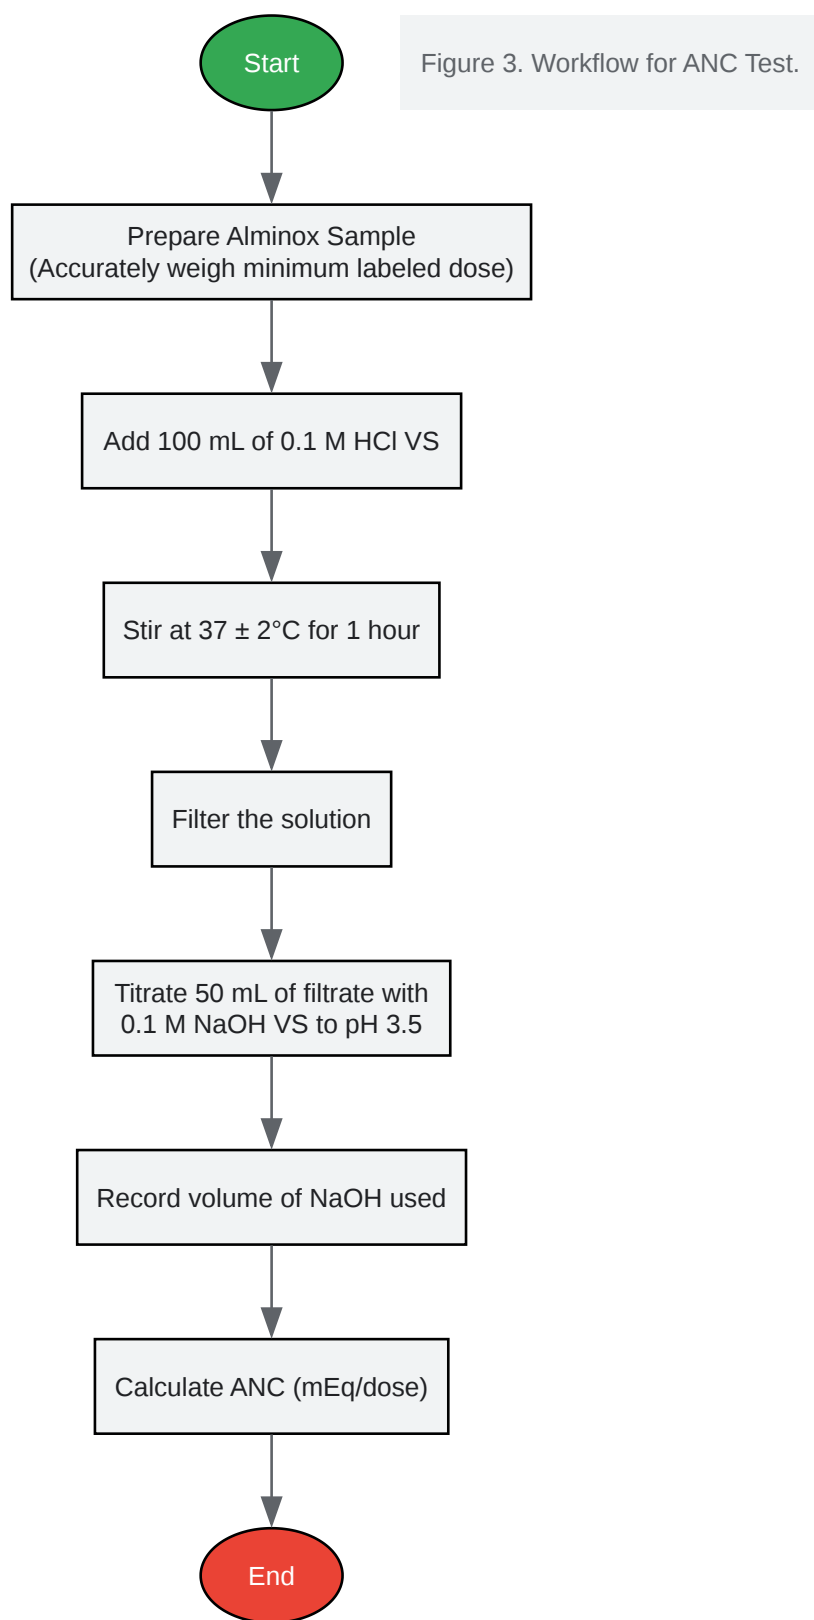 Start
Figure 3. Workflow for ANC Test.
Prepare Alminox Sample
(Accurately weigh minimum labeled dose)
Add 100 mL of 0.1 M HCl VS
Stir at 37 ± 2°C for 1 hour
Filter the solution
Titrate 50 mL of filtrate with
0.1 M NaOH VS to pH 3.5
Record volume of NaOH used
Calculate ANC (mEq/dose)
End